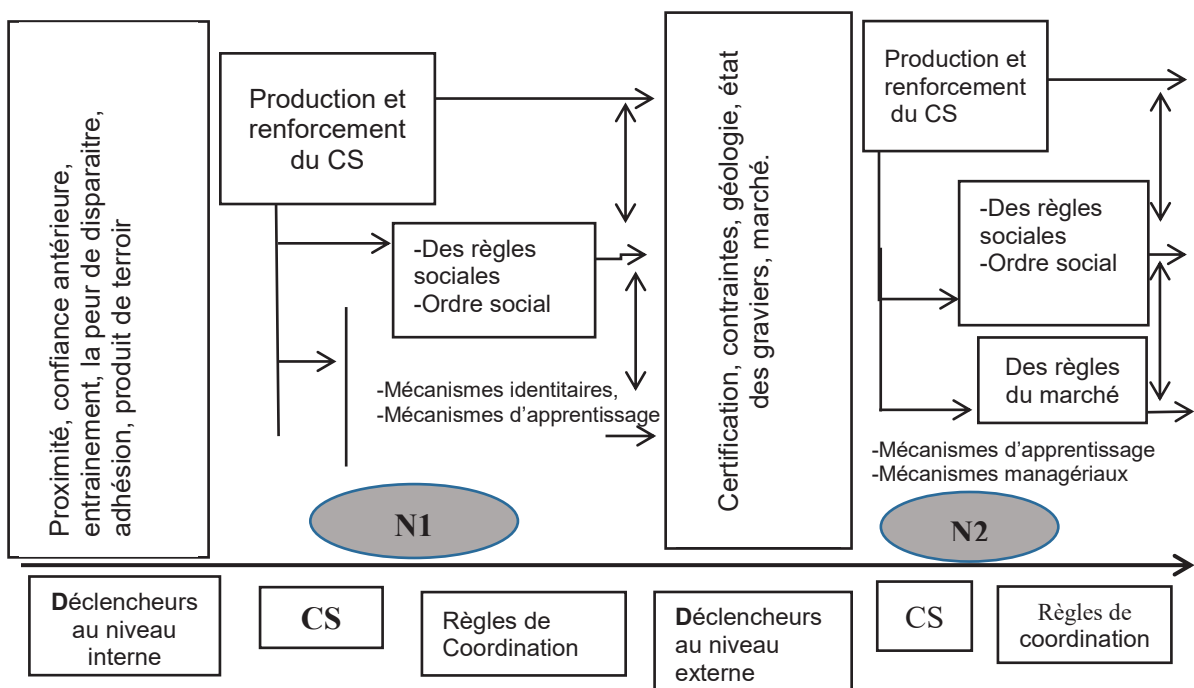 Proximité, confiance antérieure,
entrainement, la peur de disparaitre,
adhésion, produit de terroir
Production et
renforcement
du CS
-Des règles
sociales
-Ordre social
-Mécanismes identitaires,
-Mécanismes d'apprentissage
N1
Certification, contraintes, géologie, état
des graviers, marché.
Production et
renforcement
du CS
-Des règles
sociales
-Ordre social
Des règles
du marché
-Mécanismes d'apprentissage
-Mécanismes managériaux
N2
Déclencheurs
au niveau
interne
CS
Règles de
Coordination
Déclencheurs
au niveau
externe
CS
Règles de
coordination